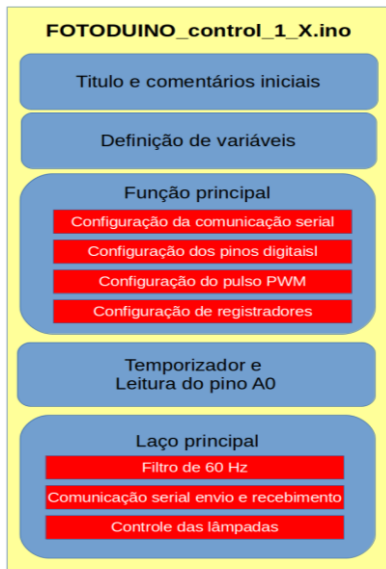 FOTODUINO_control_1_X.ino
Titulo e comentários iniciais
Definição de variáveis
Função principal
Configuração da comunicação serial
Configuração dos pinos digitaisl
Configuração do pulso PWM
Configuração de registradores
Temporizador e
Leitura do pino A0
Laço principal
Filtro de 60 Hz
Comunicação serial envio e recebimento
Controle das lâmpadas